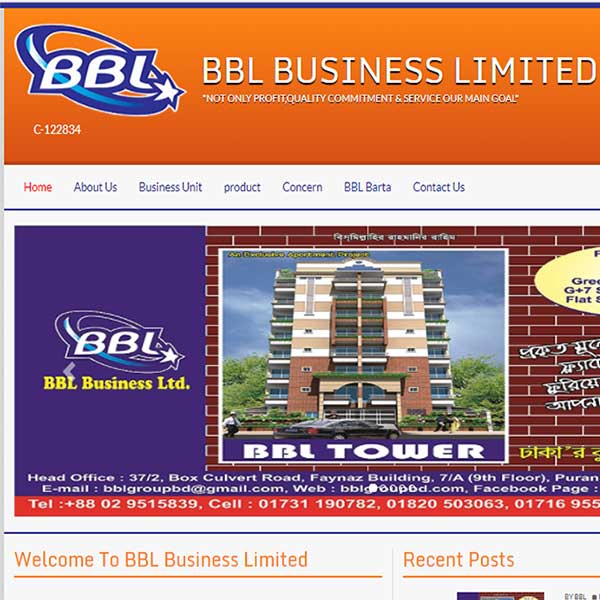 BBL
BBL BUSINESS LIMITED
"NOT ONLY PROFIT,QUALITY COMMITMENT & SERVICE OUR MAIN GOAL"
C-122834
Home About Us Business Unit product Concern BBL Barta Contact Us
বিস্‌মিল্লাহির রাহমানির রাহিম
An Exclusive Apartment Project
Gree
G+7 S
Flat S
BBL
BBL Business Ltd.
প্রকৃত মূল্যে
আপনা
BBL TOWER
ঢাকা'র বু
Head Office : 37/2, Box Culvert Road, Faynaz Building, 7/A (9th Floor), Puran
E-mail : bblgroupbd@gmail.com, Web : bblgroupbd.com, Facebook Page :
Tel :+88 02 9515839, Cell : 01731 190782, 01820 503063, 01716 955
Welcome To BBL Business Limited
Recent Posts
BY BBL